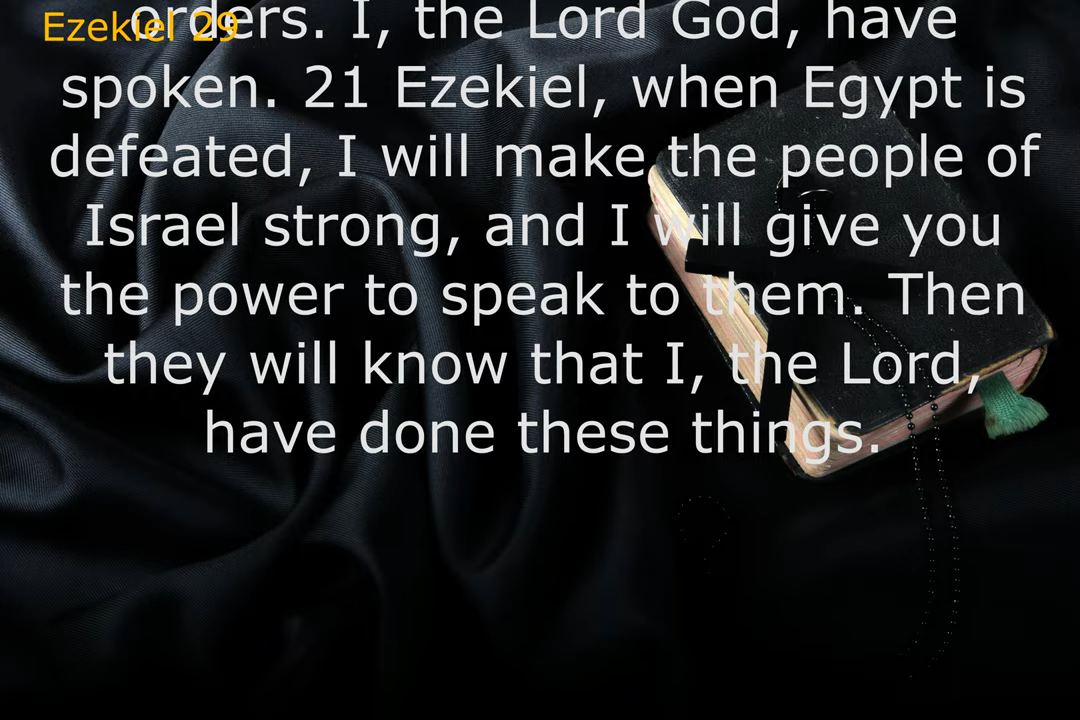 Ezekiel 29
orders. I, the Lord God, have
spoken. 21 Ezekiel, when Egypt is
defeated, I will make the people of
Israel strong, and I will give you
the power to speak to them. Then
they will know that I, the Lord,
have done these things.